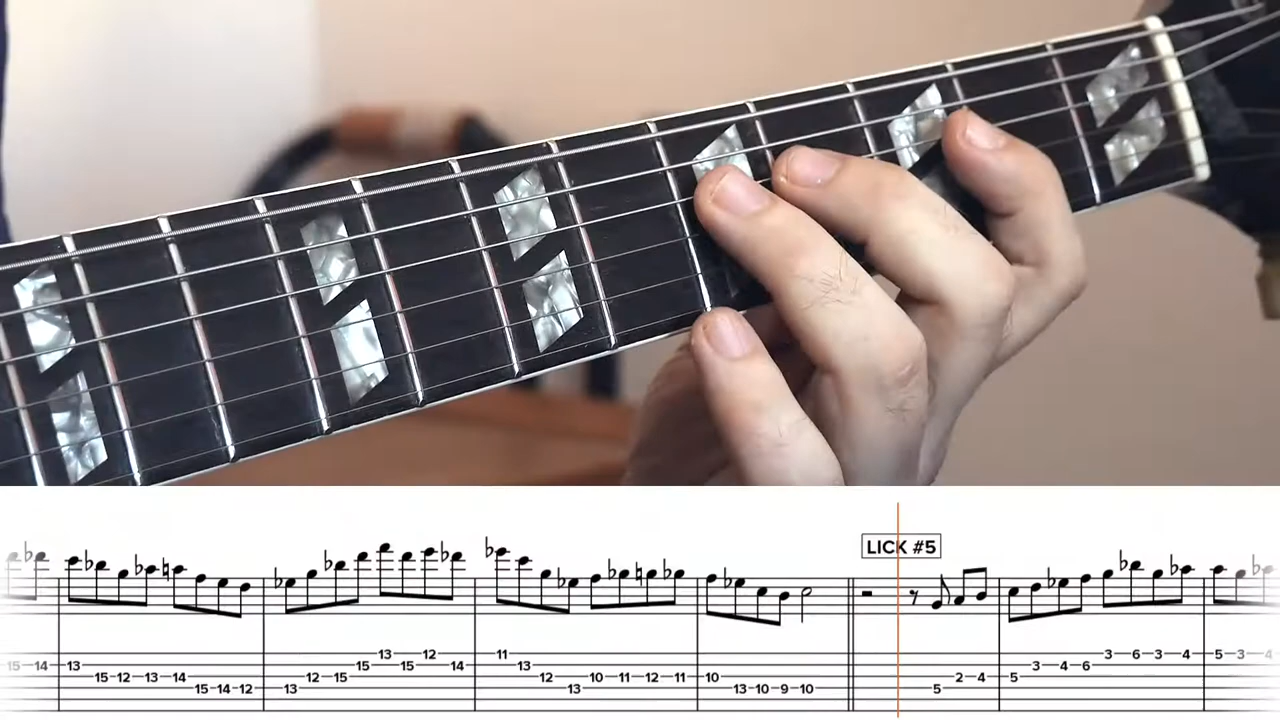 LICK #5
13 12 11 3 6 3 4 5 3 4
15 14 13 15 15 14 13 3 4 6
15 12 13 14 12 15 12 10 11 12 11 10 5 2 4
15 14 12 13 13 13 10 9 10 5